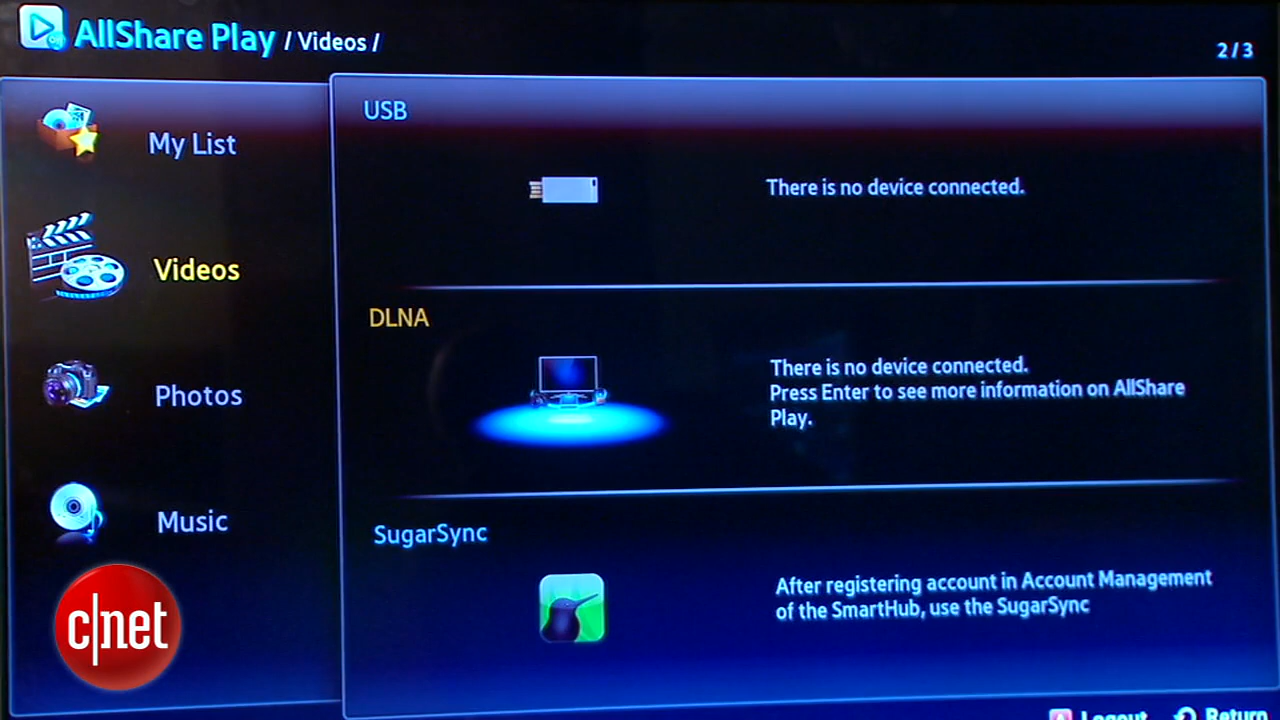 AllShare Play / Videos /
2/3
My List
Videos
Photos
Music
USB
There is no device connected.
DLNA
There is no device connected.
Press Enter to see more information on AllShare
Play.
SugarSync
After registering account in Account Management
of the SmartHub, use the SugarSync
A Logout
Return
c|net